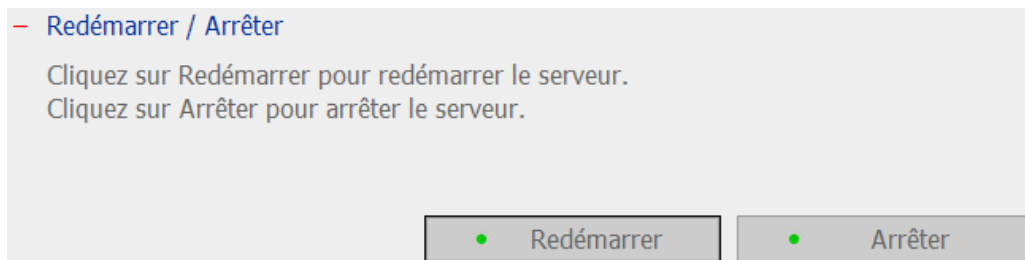 – Redémarrer / Arrêter
Cliquez sur Redémarrer pour redémarrer le serveur.
Cliquez sur Arrêter pour arrêter le serveur.
• Redémarrer • Arrêter